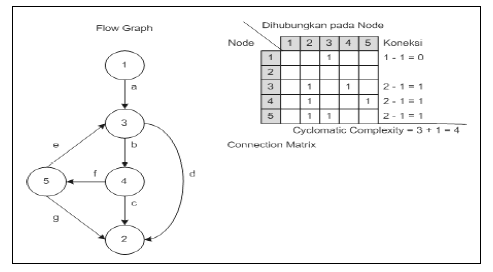 Flow Graph
1
a
3
e
b
d
5
f
4
g
c
2
Dihubungkan pada Node
Node 1 2 3 4 5 Koneksi
1 1 1 - 1 = 0
2
3 1 1 2 - 1 = 1
4 1 1 2 - 1 = 1
5 1 1 2 - 1 = 1
Cyclomatic Complexity = 3 + 1 = 4
Connection Matrix